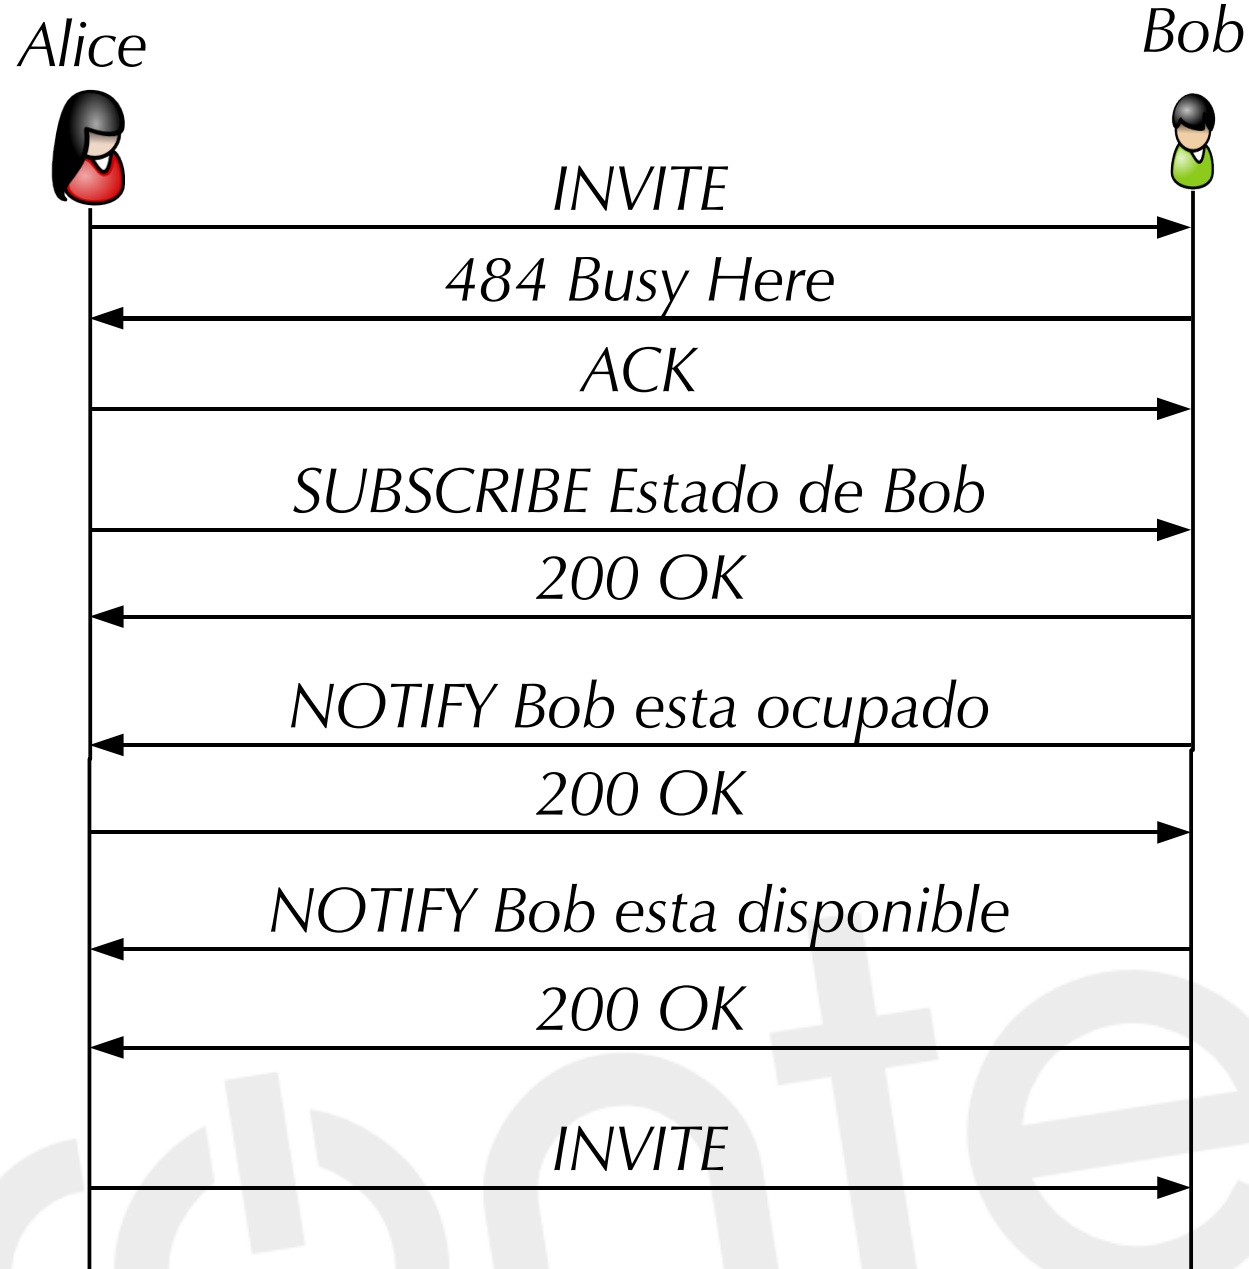 Alice
Bob
INVITE
484 Busy Here
ACK
SUBSCRIBE Estado de Bob
200 OK
NOTIFY Bob esta ocupado
200 OK
NOTIFY Bob esta disponible
200 OK
INVITE